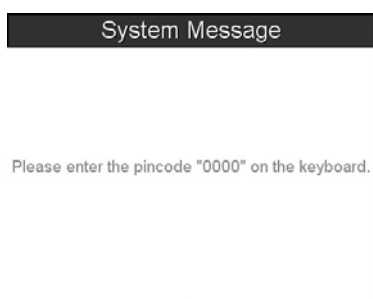 System Message
Please enter the pincode "0000" on the keyboard.